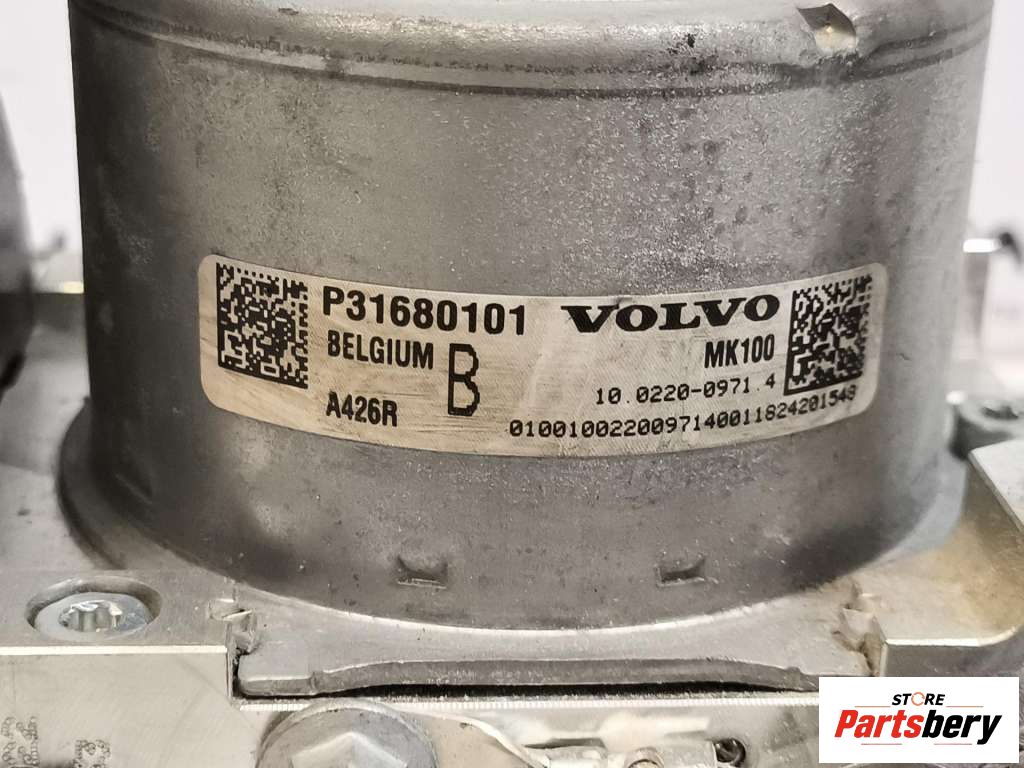 P31680101 VOLVO
BELGIUM B MK100
A426R 10.0220-0971.4
0100100220097140011824201548
STORE
Partsbery